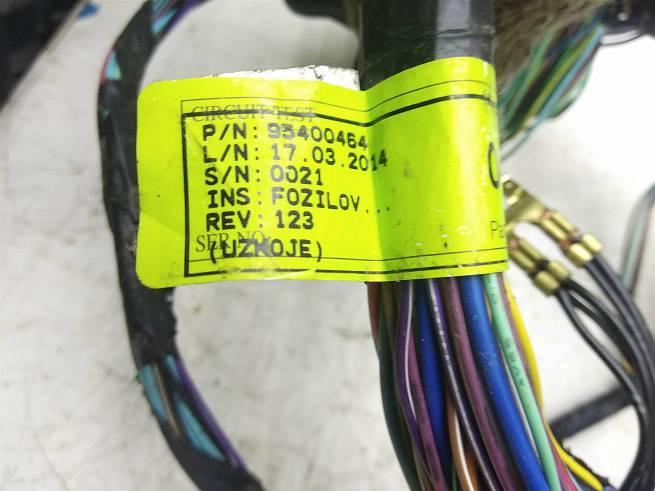 CIRCUIT TEST
P/N: 95400464
L/N: 17.03.2014
S/N: 0021
INS: FOZILOV...
REV: 123
SER NO
(UZKOJE)